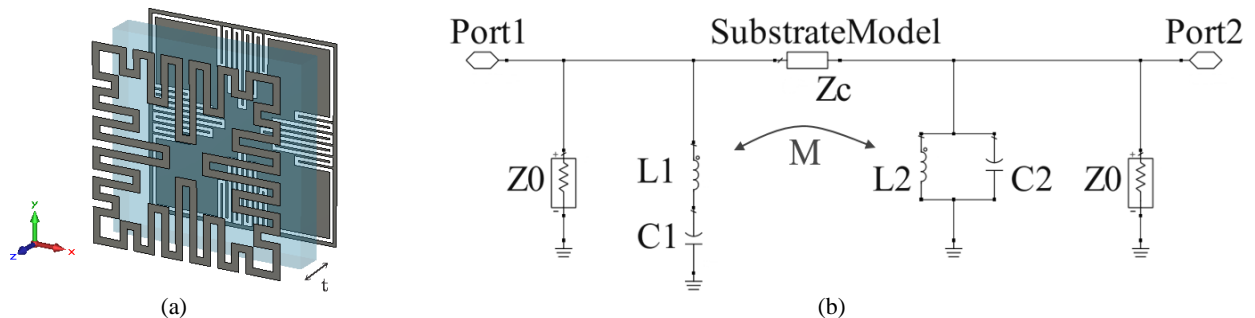 Port1
SubstrateModel
Port2
Zc
M
Z0
L1
C1
L2
C2
Z0
+
-
+
-
y
x
z
t
(a)
(b)